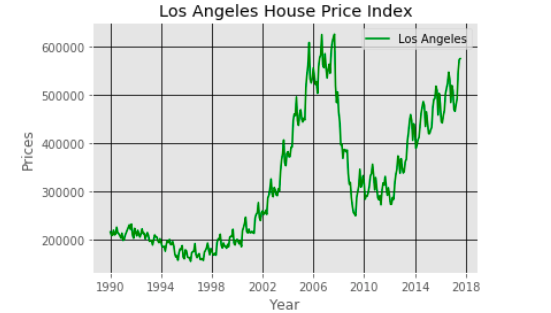 Los Angeles House Price Index
Los Angeles
600000
500000
400000
300000
200000
Prices
1990 1994 1998 2002 2006 2010 2014 2018
Year